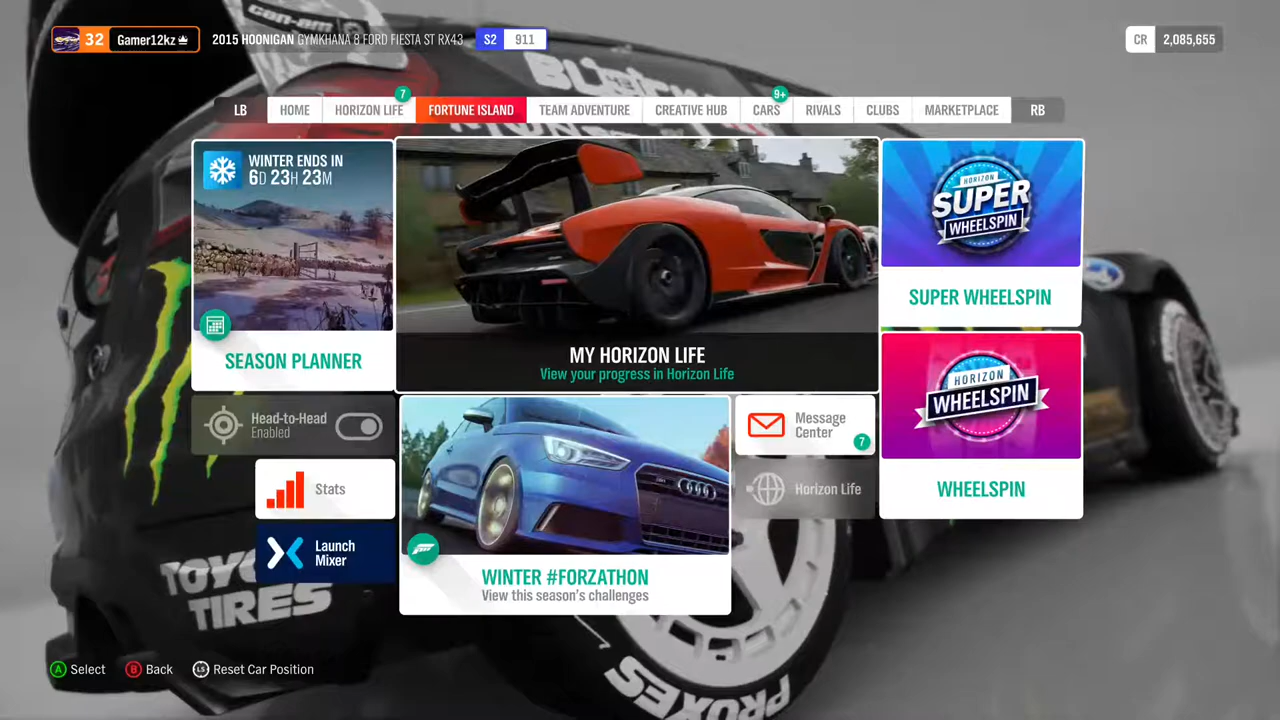 32 Gamer12kz
2015 HOONIGAN GYMKHANA 8 FORD FIESTA ST RX43
S2 911
CR 2,085,655
can-am
LB
HOME
HORIZON LIFE
7
FORTUNE ISLAND
TEAM ADVENTURE
CREATIVE HUB
CARS
9+
RIVALS
CLUBS
MARKETPLACE
RB
WINTER ENDS IN
6D 23H 23M
SEASON PLANNER
MY HORIZON LIFE
View your progress in Horizon Life
HORIZON
SUPER
WHEELSPIN
SUPER WHEELSPIN
Head-to-Head
Enabled
Stats
Launch
Mixer
WINTER #FORZATHON
View this season's challenges
Message
Center
7
Horizon Life
HORIZON
WHEELSPIN
WHEELSPIN
TIRES
PROXES
A Select
B Back
LS Reset Car Position